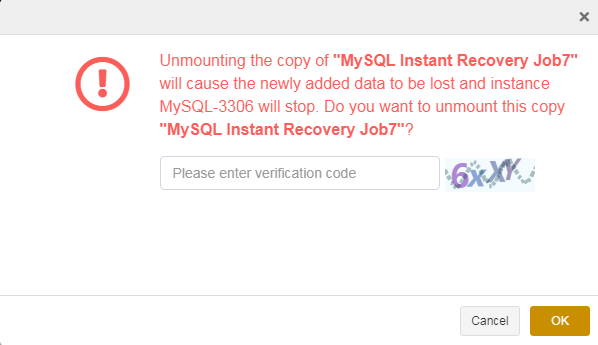 ×
Unmounting the copy of "MySQL Instant Recovery Job7"
will cause the newly added data to be lost and instance
MySQL-3306 will stop. Do you want to unmount this copy
"MySQL Instant Recovery Job7"?
Please enter verification code
6xXY
Cancel
OK